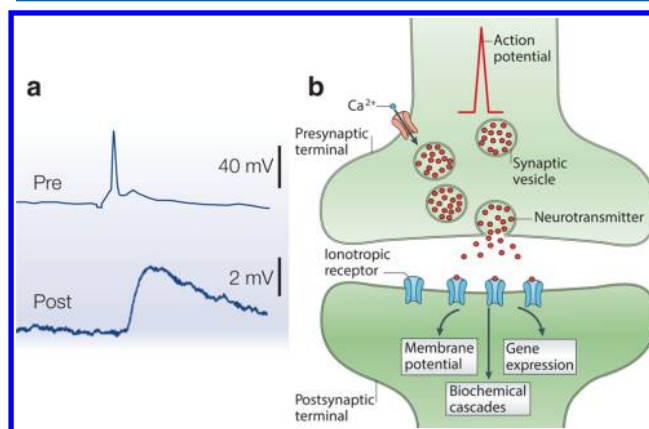 a
Pre
40 mV
Post
2 mV
b
Action
potential
Ca2+
Presynaptic
terminal
Synaptic
vesicle
Neurotransmitter
Ionotropic
receptor
Membrane
potential
Gene
expression
Biochemical
cascades
Postsynaptic
terminal